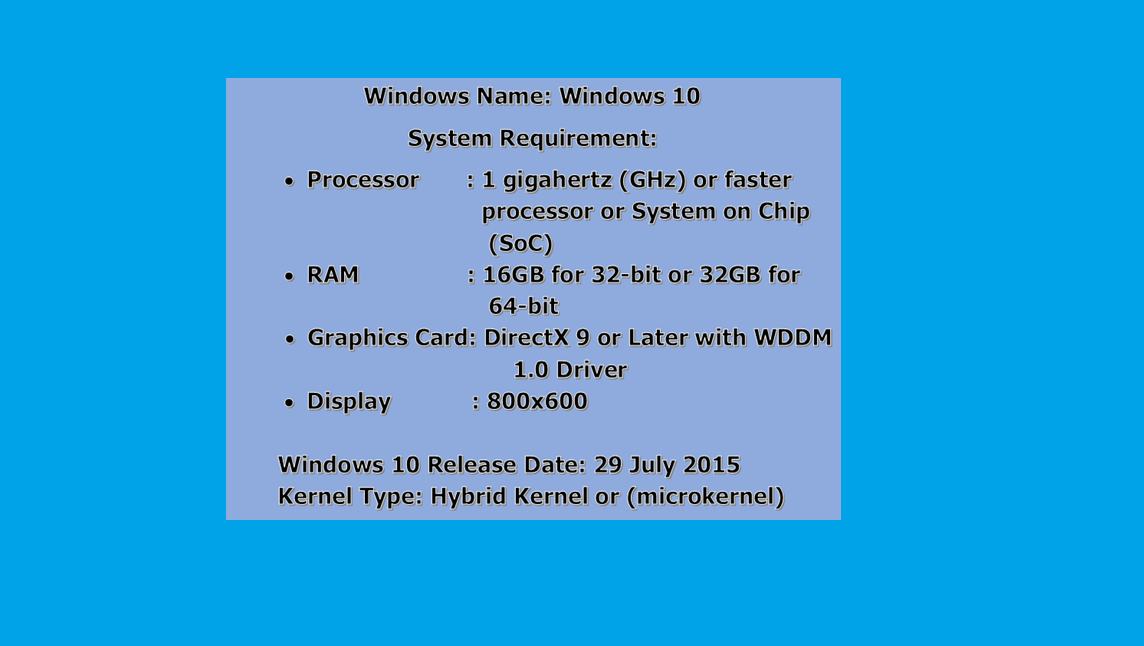 Windows Name: Windows 10
System Requirement:
• Processor : 1 gigahertz (GHz) or faster
processor or System on Chip
(SoC)
• RAM : 16GB for 32-bit or 32GB for
64-bit
• Graphics Card: DirectX 9 or Later with WDDM
1.0 Driver
• Display : 800x600
Windows 10 Release Date: 29 July 2015
Kernel Type: Hybrid Kernel or (microkernel)